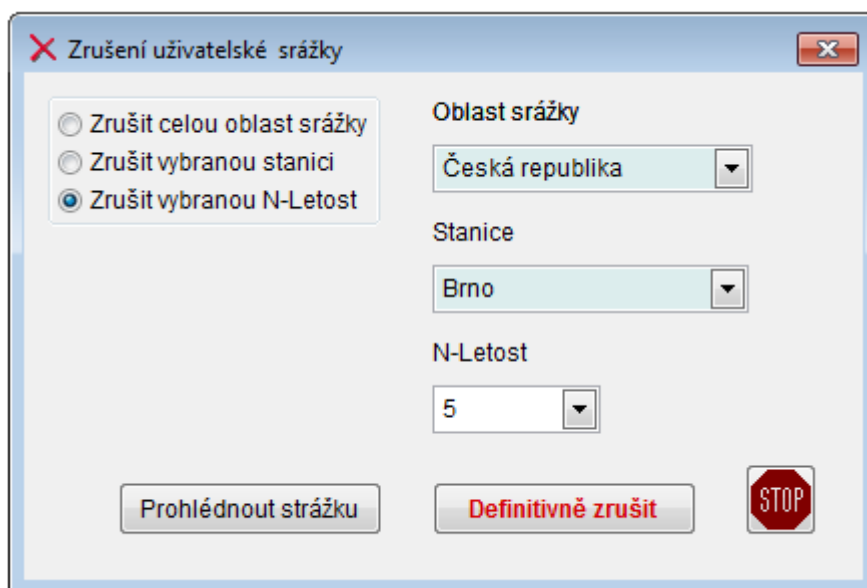 Zrušení uživatelské srážky
Zrušit celou oblast srážky
Zrušit vybranou stanici
Zrušit vybranou N-Letost
Oblast srážky
Česká republika
Stanice
Brno
N-Letost
5
Prohlédnout strážku
Definitivně zrušit
STOP